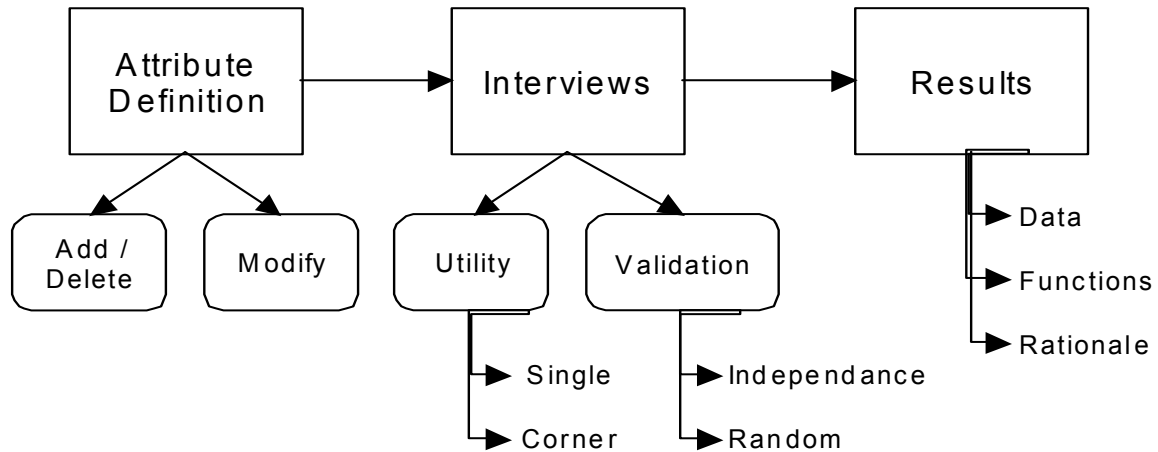 Attribute
Definition
Interviews
Results
Add /
Delete
Modify
Utility
Validation
Data
Functions
Rationale
Single
Corner
Independance
Random